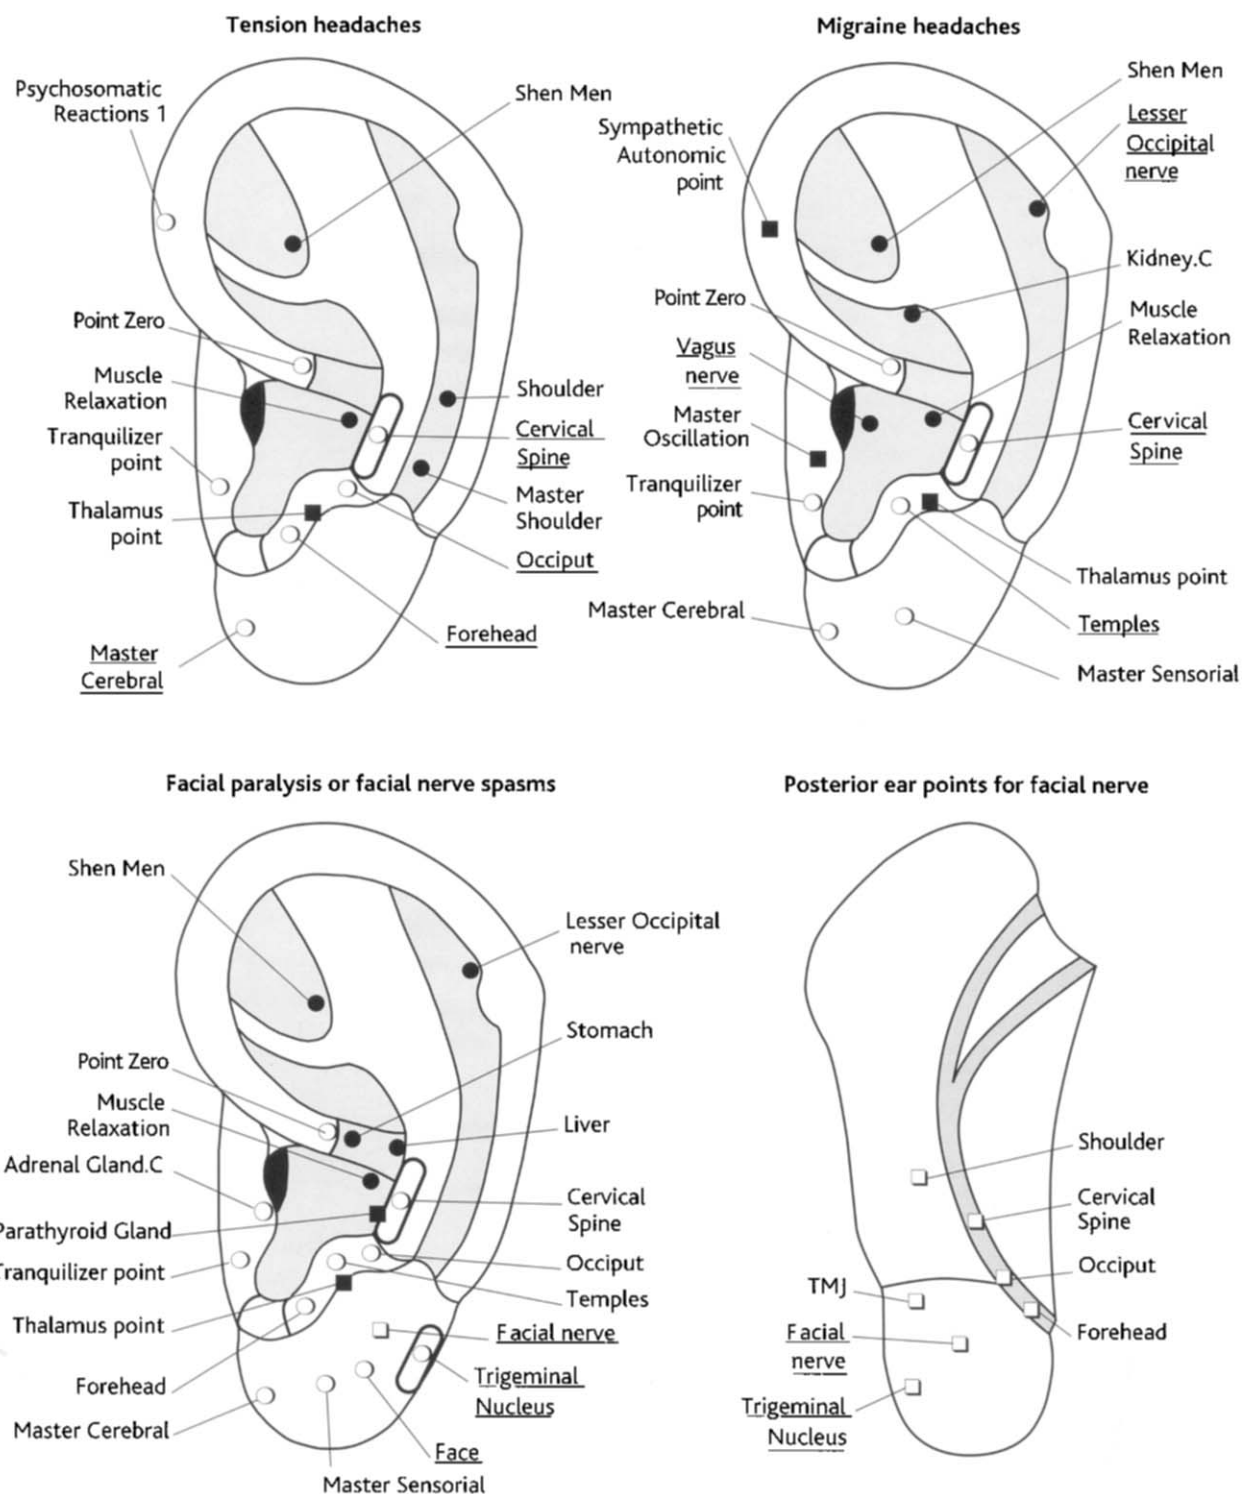 Tension headaches
Psychosomatic
Reactions 1
Shen Men
Point Zero
Muscle
Relaxation
Tranquilizer
point
Thalamus
point
Master
Cerebral
Shoulder
Cervical
Spine
Master
Shoulder
Occiput
Forehead
Migraine headaches
Sympathetic
Autonomic
point
Shen Men
Lesser
Occipital
nerve
Kidney.C
Point Zero
Muscle
Relaxation
Vagus
nerve
Master
Oscillation
Cervical
Spine
Tranquilizer
point
Thalamus point
Master Cerebral
Temples
Master Sensorial
Facial paralysis or facial nerve spasms
Shen Men
Lesser Occipital
nerve
Stomach
Point Zero
Muscle
Relaxation
Liver
Adrenal Gland.C
Cervical
Spine
Parathyroid Gland
Occiput
Tranquilizer point
Temples
Thalamus point
Facial nerve
Forehead
Trigeminal
Nucleus
Master Cerebral
Face
Master Sensorial
Posterior ear points for facial nerve
Shoulder
Cervical
Spine
Occiput
TMJ
Forehead
Facial
nerve
Trigeminal
Nucleus